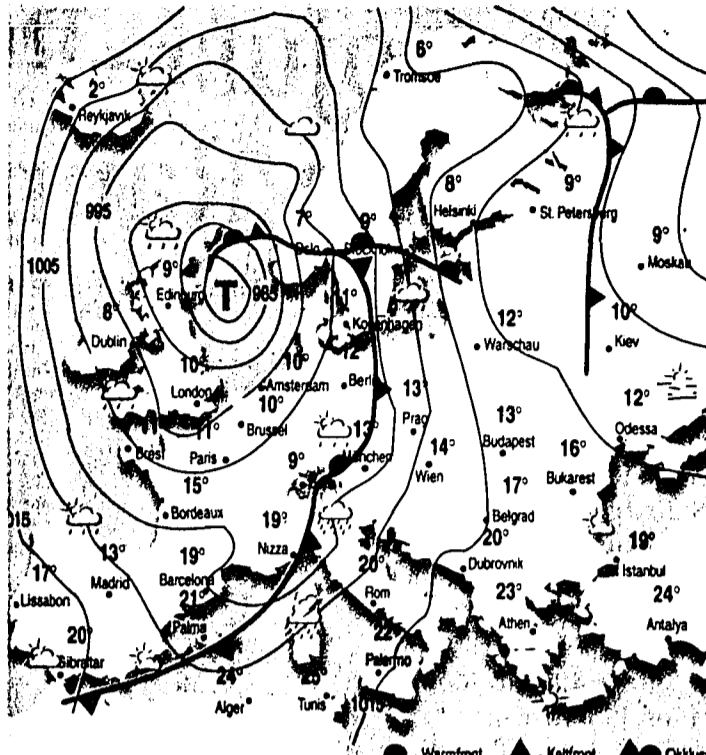 6°
Tromsoe
2°
Reykjavik
995
8°
9°
Helsinki
St. Petersburg
7°
9°
Oslo
Stockholm
9°
Moskau
1005
9°
Edinburg
T
985
8°
Dublin
11°
Kopenhagen
12°
Warschau
10°
Kiev
10°
London
10°
Amsterdam
12°
Berlin
13°
Prag
12°
Odessa
10°
Brussel
11°
Paris
Brest
13°
München
14°
Wien
13°
Budapest
16°
Bukarest
9°
15°
Bordeaux
17°
Belgrad
19°
Nizza
20°
Dubrovnik
19°
Istanbul
17°
Lissabon
13°
Madrid
19°
Barcelona
20°
Rom
23°
Athen
24°
Antalya
21°
Palma
20°
Gibraltar
22°
Palermo
24°
Alger
25°
Tunis
1015
Warmfront Kaltfront